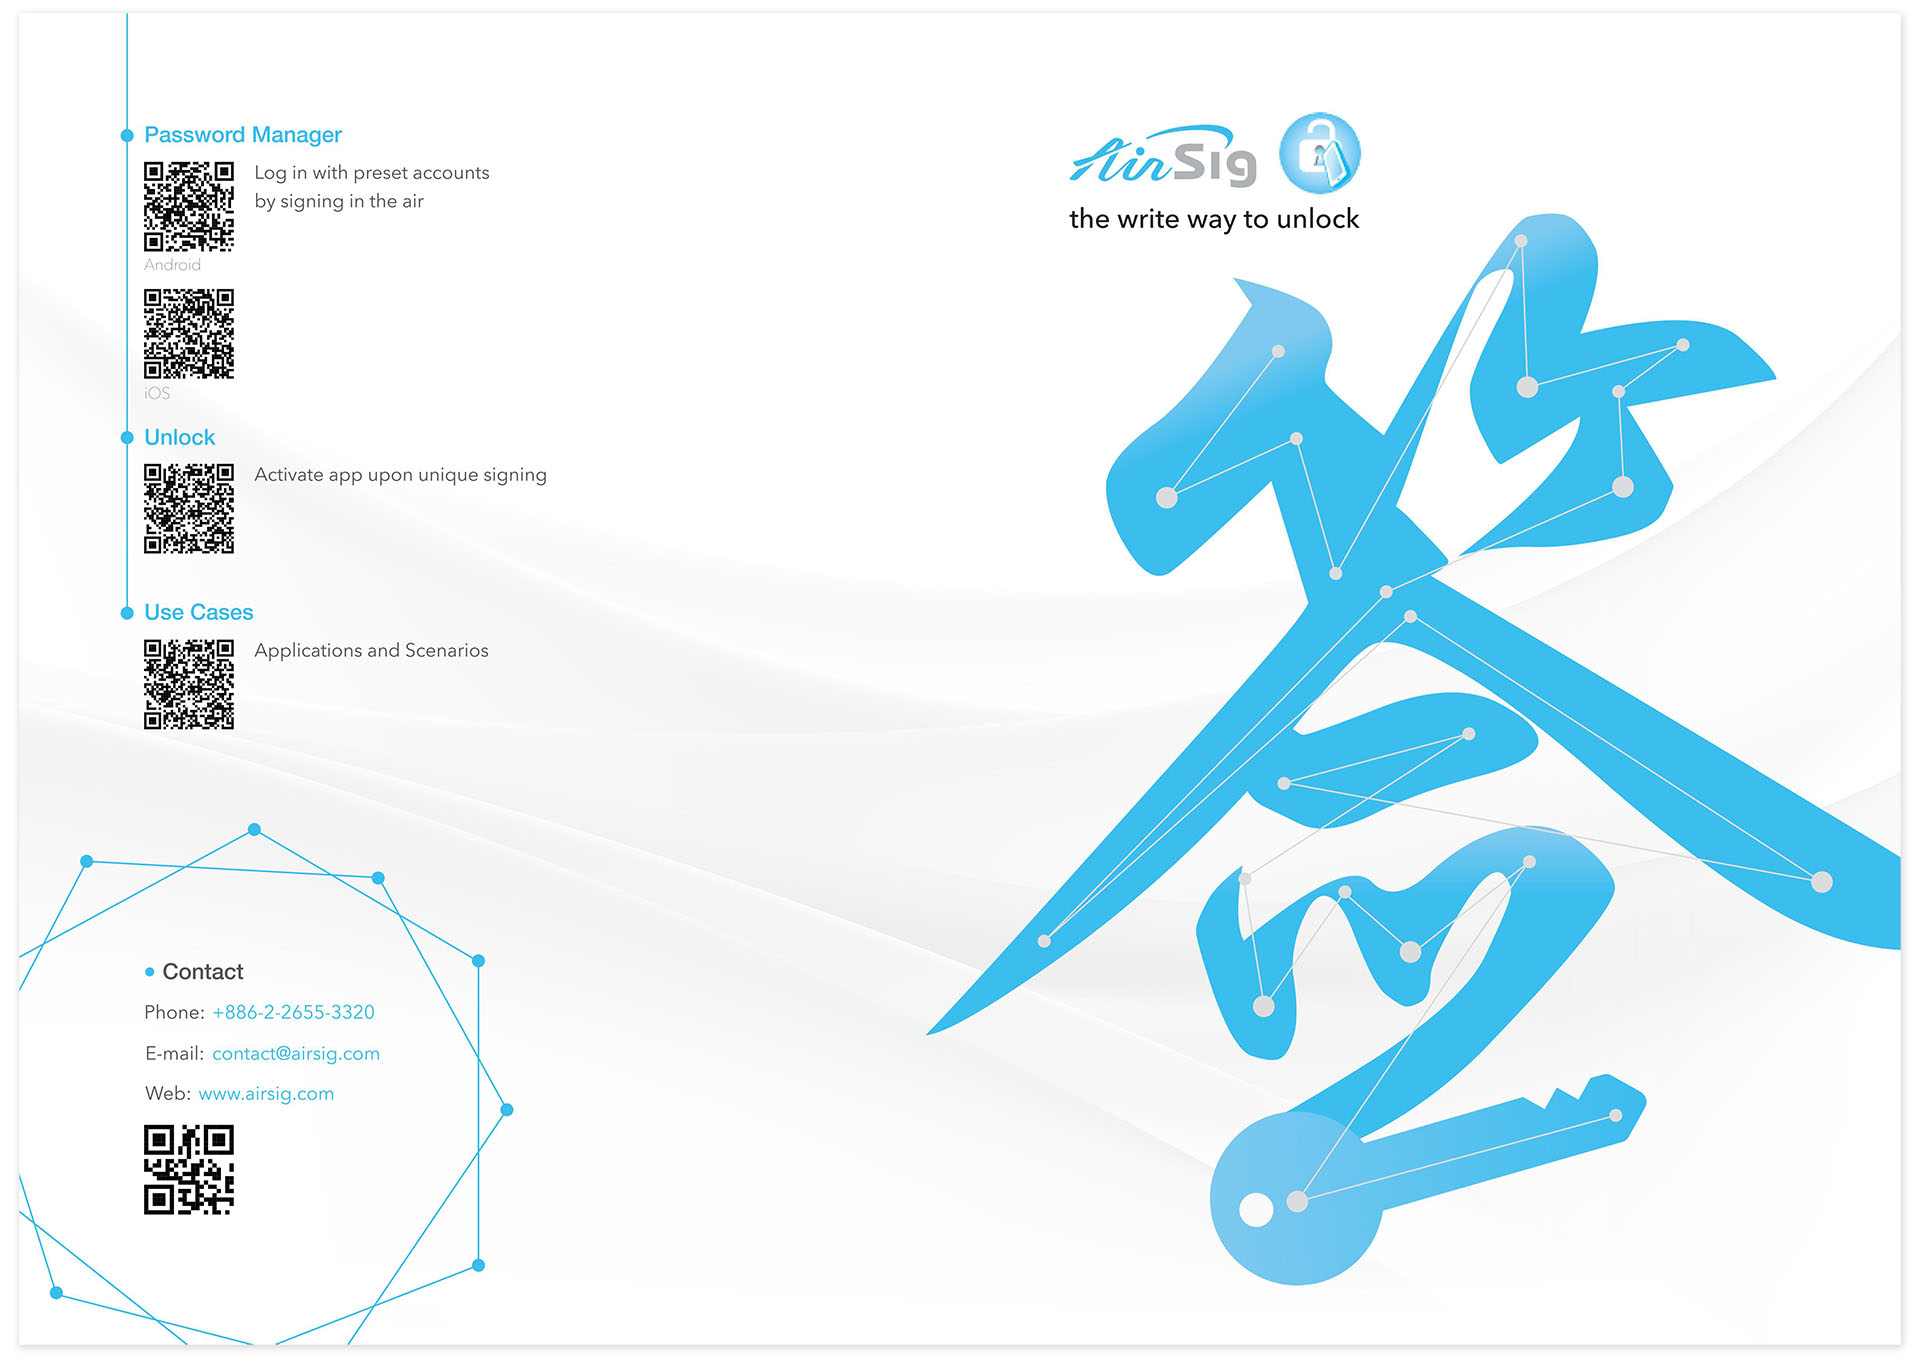 Password Manager
Log in with preset accounts
by signing in the air
Android
iOS
Unlock
Activate app upon unique signing
Use Cases
Applications and Scenarios
Contact
Phone: +886-2-2655-3320
E-mail: contact@airsig.com
Web: www.airsig.com
AirSig
the write way to unlock
登